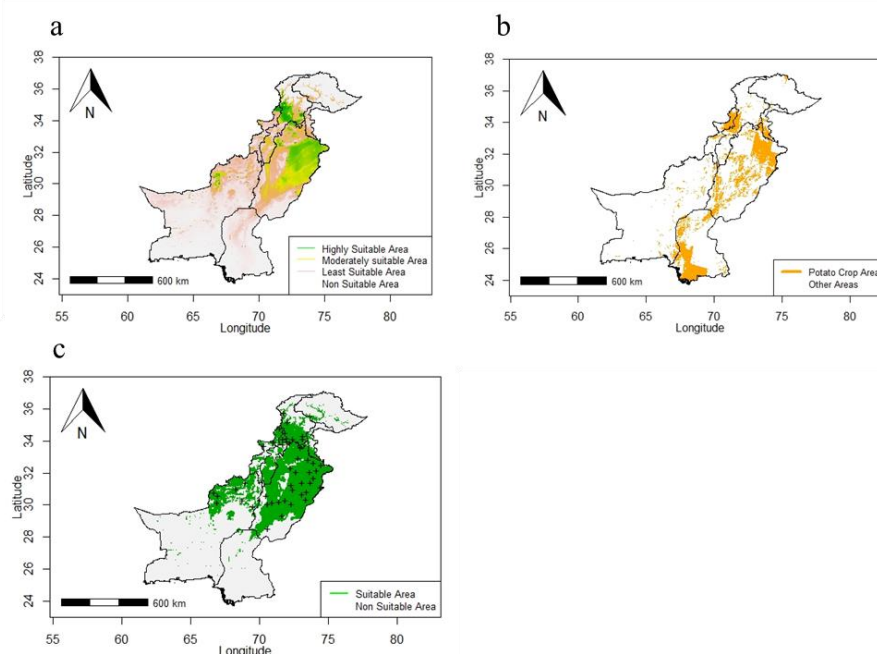 a
38
36
34
32
30
28
26
24
Latitude
N
600 km
Highly Suitable Area
Moderately suitable Area
Least Suitable Area
Non Suitable Area
55 60 65 70 75 80
Longitude
b
38
36
34
32
30
28
26
24
Latitude
N
600 km
Potato Crop Area
Other Areas
55 60 65 70 75 80
Longitude
c
38
36
34
32
30
28
26
24
Latitude
N
600 km
Suitable Area
Non Suitable Area
55 60 65 70 75 80
Longitude